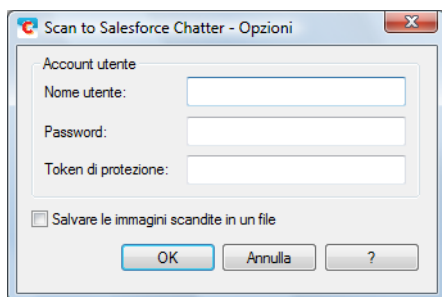 Scan to Salesforce Chatter - Opzioni
Account utente
Nome utente:
Password:
Token di protezione:
Salvare le immagini scandite in un file
OK Annulla ?